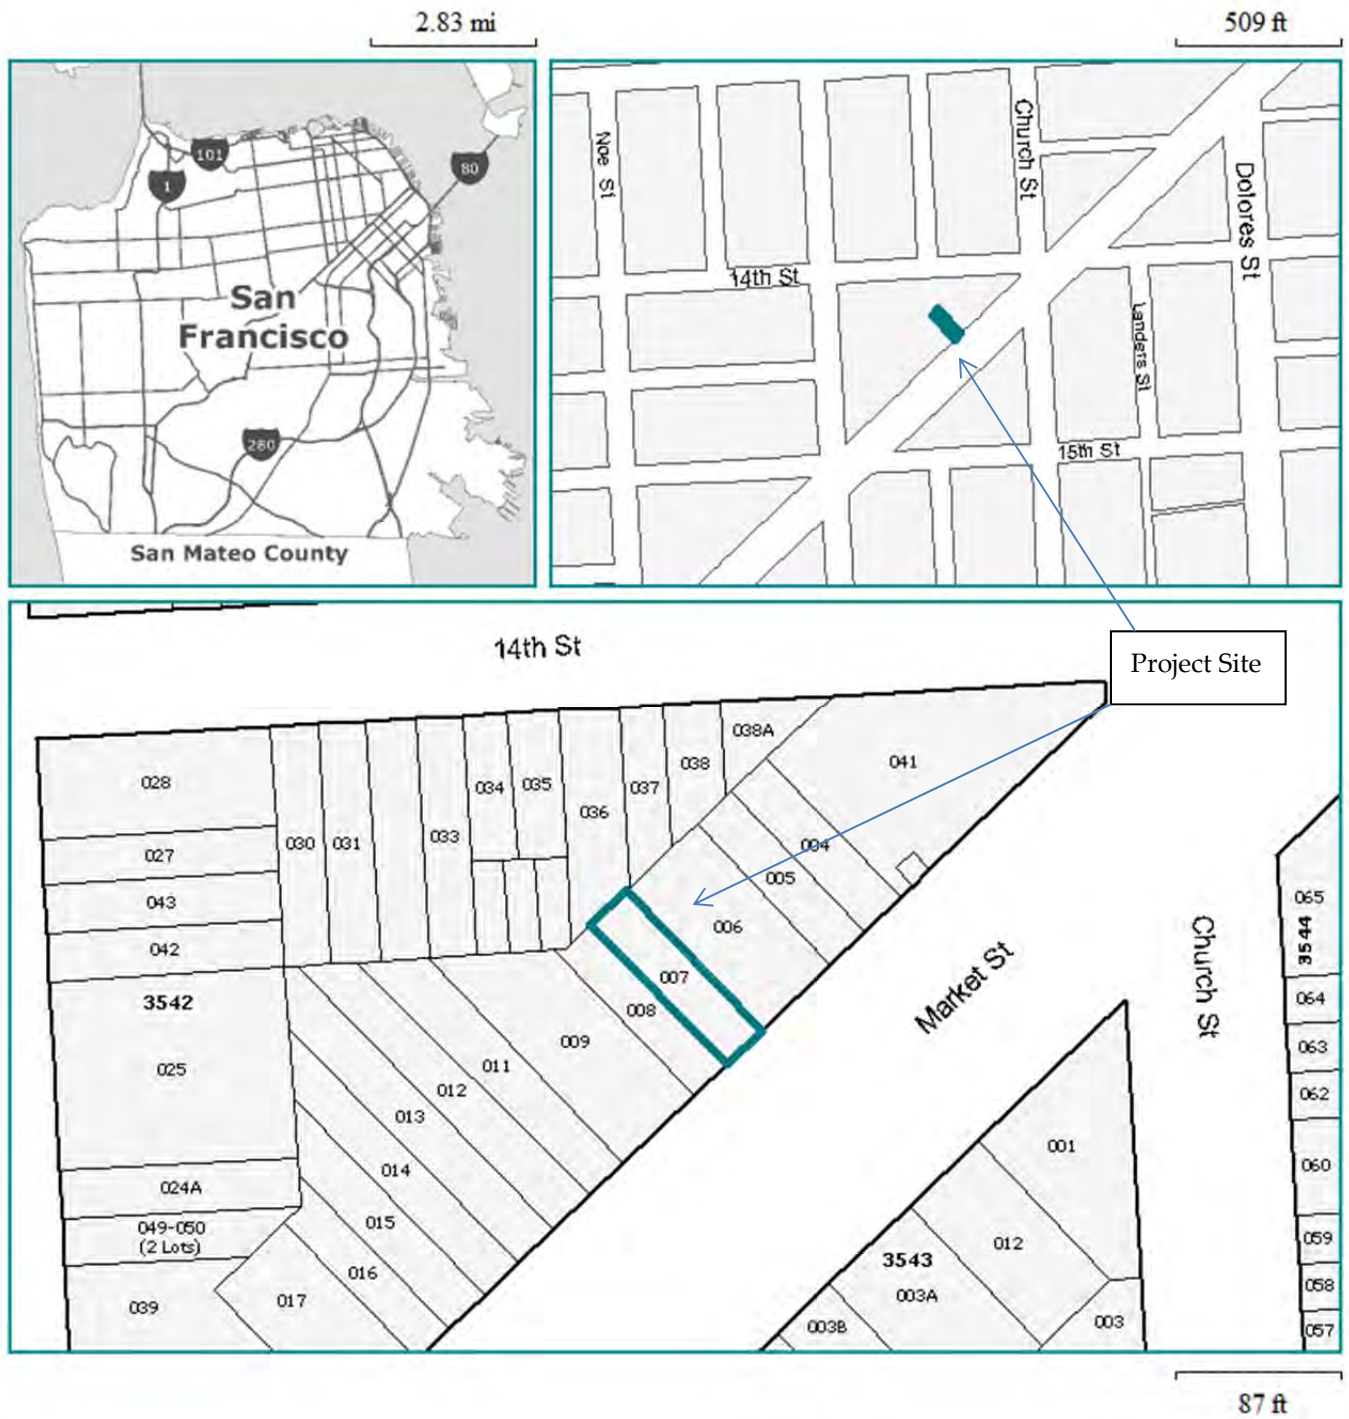 2.83 mi
509 ft
101
1
80
San
Francisco
280
San Mateo County
Noe St
Church St
Dolores St
14th St
Landers St
15th St
Project Site
14th St
028
027
043
042
3542
025
024A
049-050
(2 Lots)
039
030
031
033
034
035
036
037
038
038A
041
004
005
006
007
008
009
011
012
013
014
015
016
017
Market St
Church St
001
012
3543
003A
003B
003
065
3544
064
063
062
060
059
058
057
87 ft